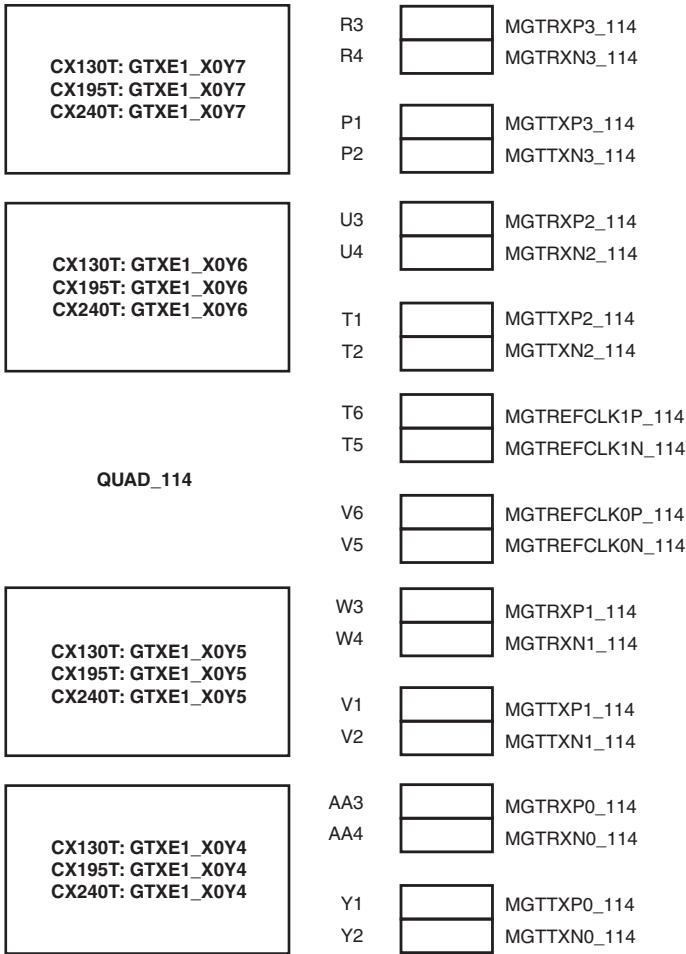 CX130T: GTXE1_X0Y7
CX195T: GTXE1_X0Y7
CX240T: GTXE1_X0Y7
R3 MGTRXP3_114
R4 MGTRXN3_114
P1 MGTTXP3_114
P2 MGTTXN3_114
CX130T: GTXE1_X0Y6
CX195T: GTXE1_X0Y6
CX240T: GTXE1_X0Y6
U3 MGTRXP2_114
U4 MGTRXN2_114
T1 MGTTXP2_114
T2 MGTTXN2_114
QUAD_114
T6 MGTREFCLK1P_114
T5 MGTREFCLK1N_114
V6 MGTREFCLK0P_114
V5 MGTREFCLK0N_114
CX130T: GTXE1_X0Y5
CX195T: GTXE1_X0Y5
CX240T: GTXE1_X0Y5
W3 MGTRXP1_114
W4 MGTRXN1_114
V1 MGTTXP1_114
V2 MGTTXN1_114
CX130T: GTXE1_X0Y4
CX195T: GTXE1_X0Y4
CX240T: GTXE1_X0Y4
AA3 MGTRXP0_114
AA4 MGTRXN0_114
Y1 MGTTXP0_114
Y2 MGTTXN0_114